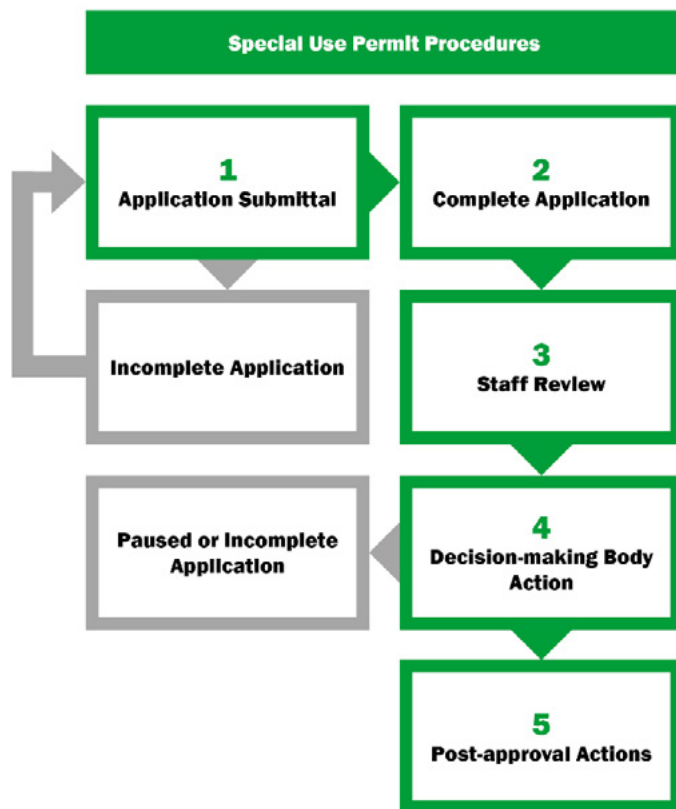 Special Use Permit Procedures
1
Application Submittal
2
Complete Application
Incomplete Application
3
Staff Review
Paused or Incomplete
Application
4
Decision-making Body
Action
5
Post-approval Actions